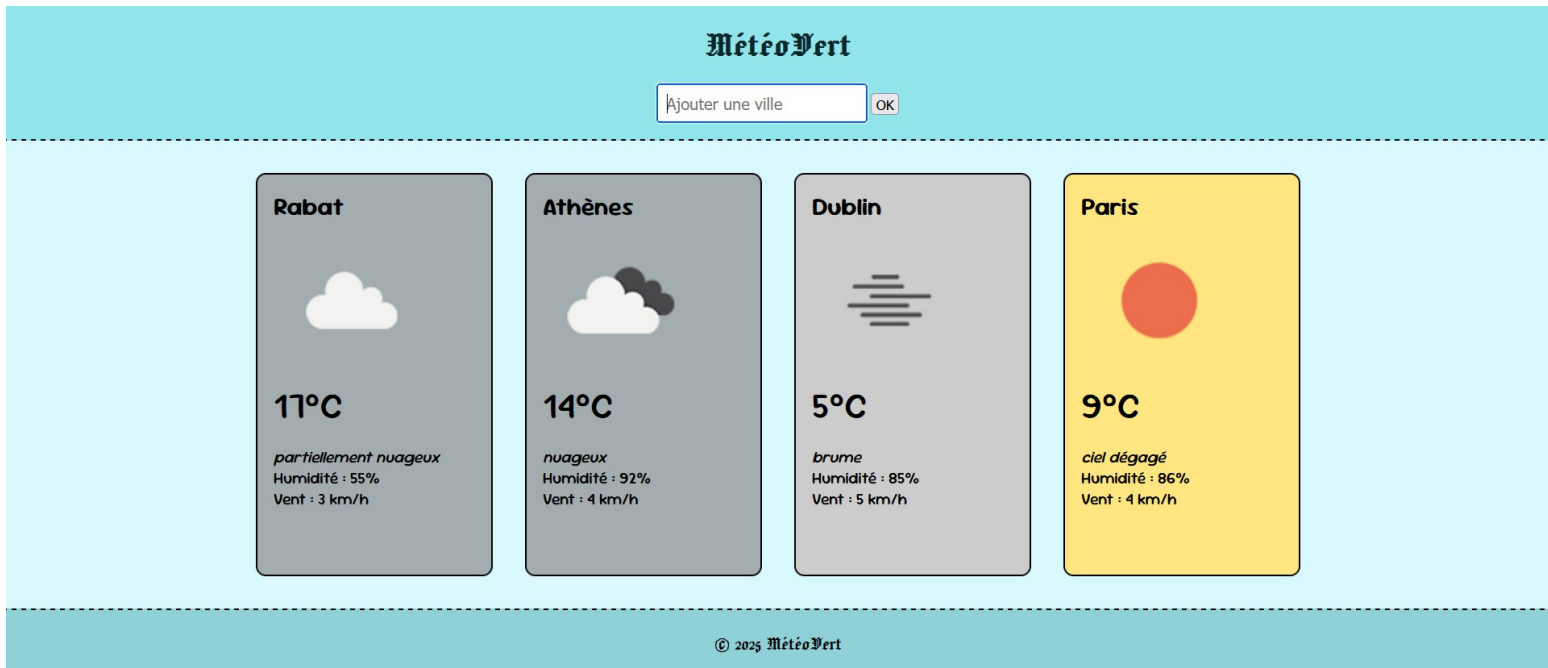 MétéoVert
Ajouter une ville
OK
Rabat
17°C
partiellement nuageux
Humidité : 55%
Vent : 3 km/h
Athènes
14°C
nuageux
Humidité : 92%
Vent : 4 km/h
Dublin
5°C
brume
Humidité : 85%
Vent : 5 km/h
Paris
9°C
ciel dégagé
Humidité : 86%
Vent : 4 km/h
© 2025 MétéoVert